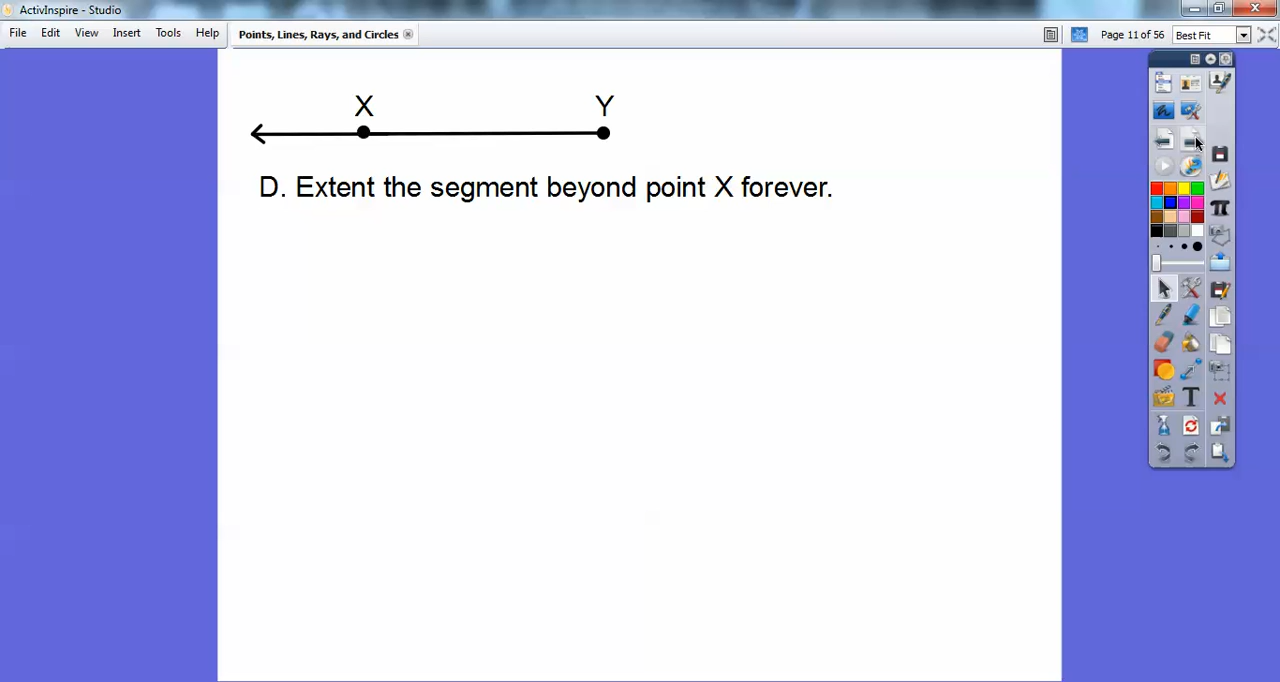 ActivInspire - Studio
File Edit View Insert Tools Help
Points, Lines, Rays, and Circles
Page 11 of 56
Best Fit
X Y
D. Extent the segment beyond point X forever.
T